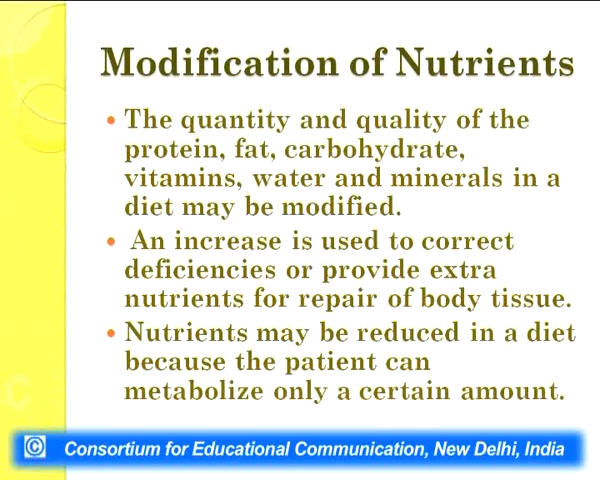 Modification of Nutrients
• The quantity and quality of the
protein, fat, carbohydrate,
vitamins, water and minerals in a
diet may be modified.
• An increase is used to correct
deficiencies or provide extra
nutrients for repair of body tissue.
• Nutrients may be reduced in a diet
because the patient can
metabolize only a certain amount.
© Consortium for Educational Communication, New Delhi, India